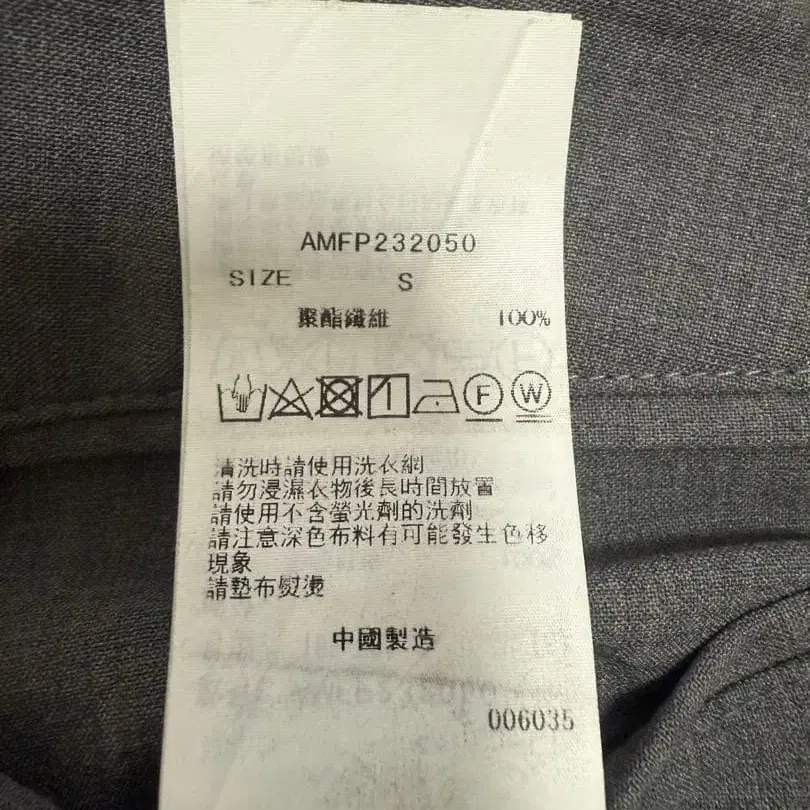 AMFP232050
SIZE S
聚酯纖維 100%
F W
清洗時請使用洗衣網
請勿浸濕衣物後長時間放置
請使用不含螢光劑的洗劑
請注意深色布料有可能發生色移
現象
請墊布熨燙
中國製造
006035